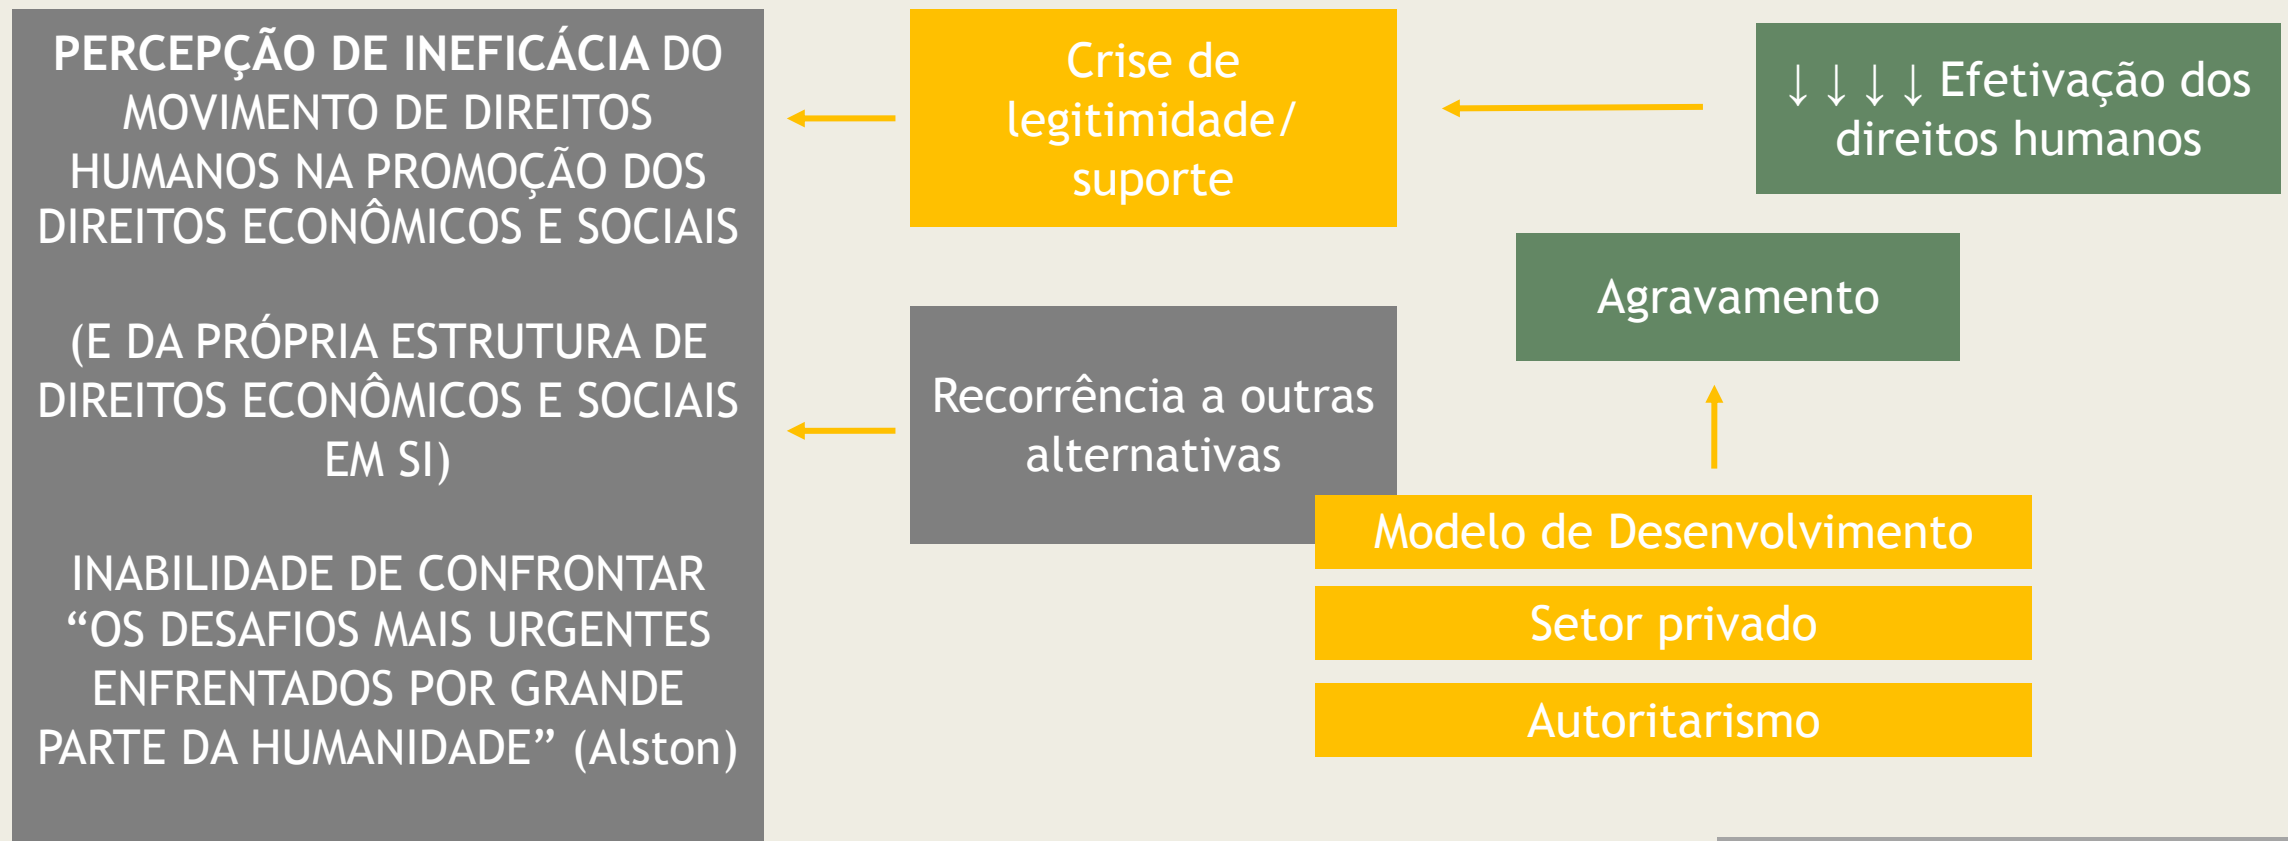 PERCEPÇÃO DE INEFICÁCIA DO
MOVIMENTO DE DIREITOS
HUMANOS NA PROMOÇÃO DOS
DIREITOS ECONÔMICOS E SOCIAIS
(E DA PRÓPRIA ESTRUTURA DE
DIREITOS ECONÔMICOS E SOCIAIS
EM SI)
INABILIDADE DE CONFRONTAR
“OS DESAFIOS MAIS URGENTES
ENFRENTADOS POR GRANDE
PARTE DA HUMANIDADE” (Alston)
Crise de
legitimidade/
suporte
↓ ↓ ↓ ↓ Efetivação dos
direitos humanos
Agravamento
Recorrência a outras
alternativas
Modelo de Desenvolvimento
Setor privado
Autoritarismo